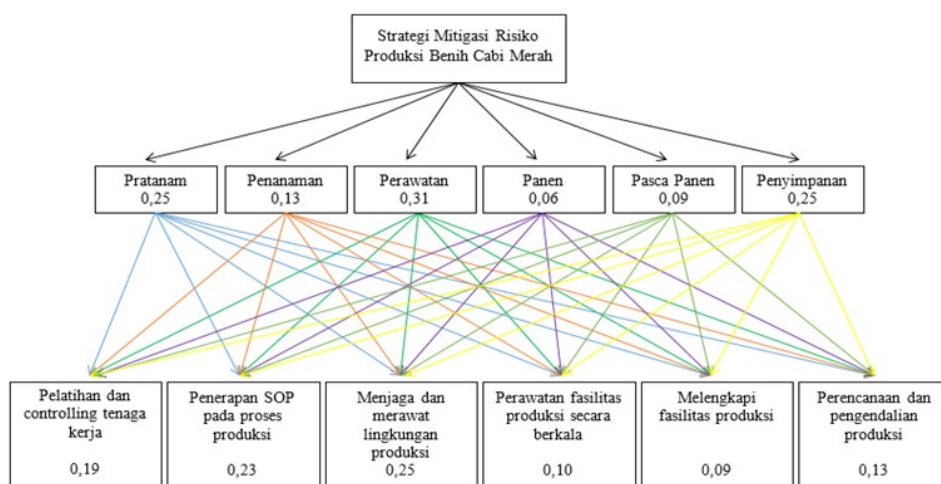 Strategi Mitigasi Risiko
Produksi Benih Cabi Merah
Pratanam
0,25
Penanaman
0,13
Perawatan
0,31
Panen
0,06
Pasca Panen
0,09
Penyimpanan
0,25
Pelatihan dan
controlling tenaga
kerja
0,19
Penerapan SOP
pada proses
produksi
0,23
Menjaga dan
merawat
lingkungan
produksi
0,25
Perawatan fasilitas
produksi secara
berkala
0,10
Melengkapi
fasilitas produksi
0,09
Perencanaan dan
pengendalian
produksi
0,13